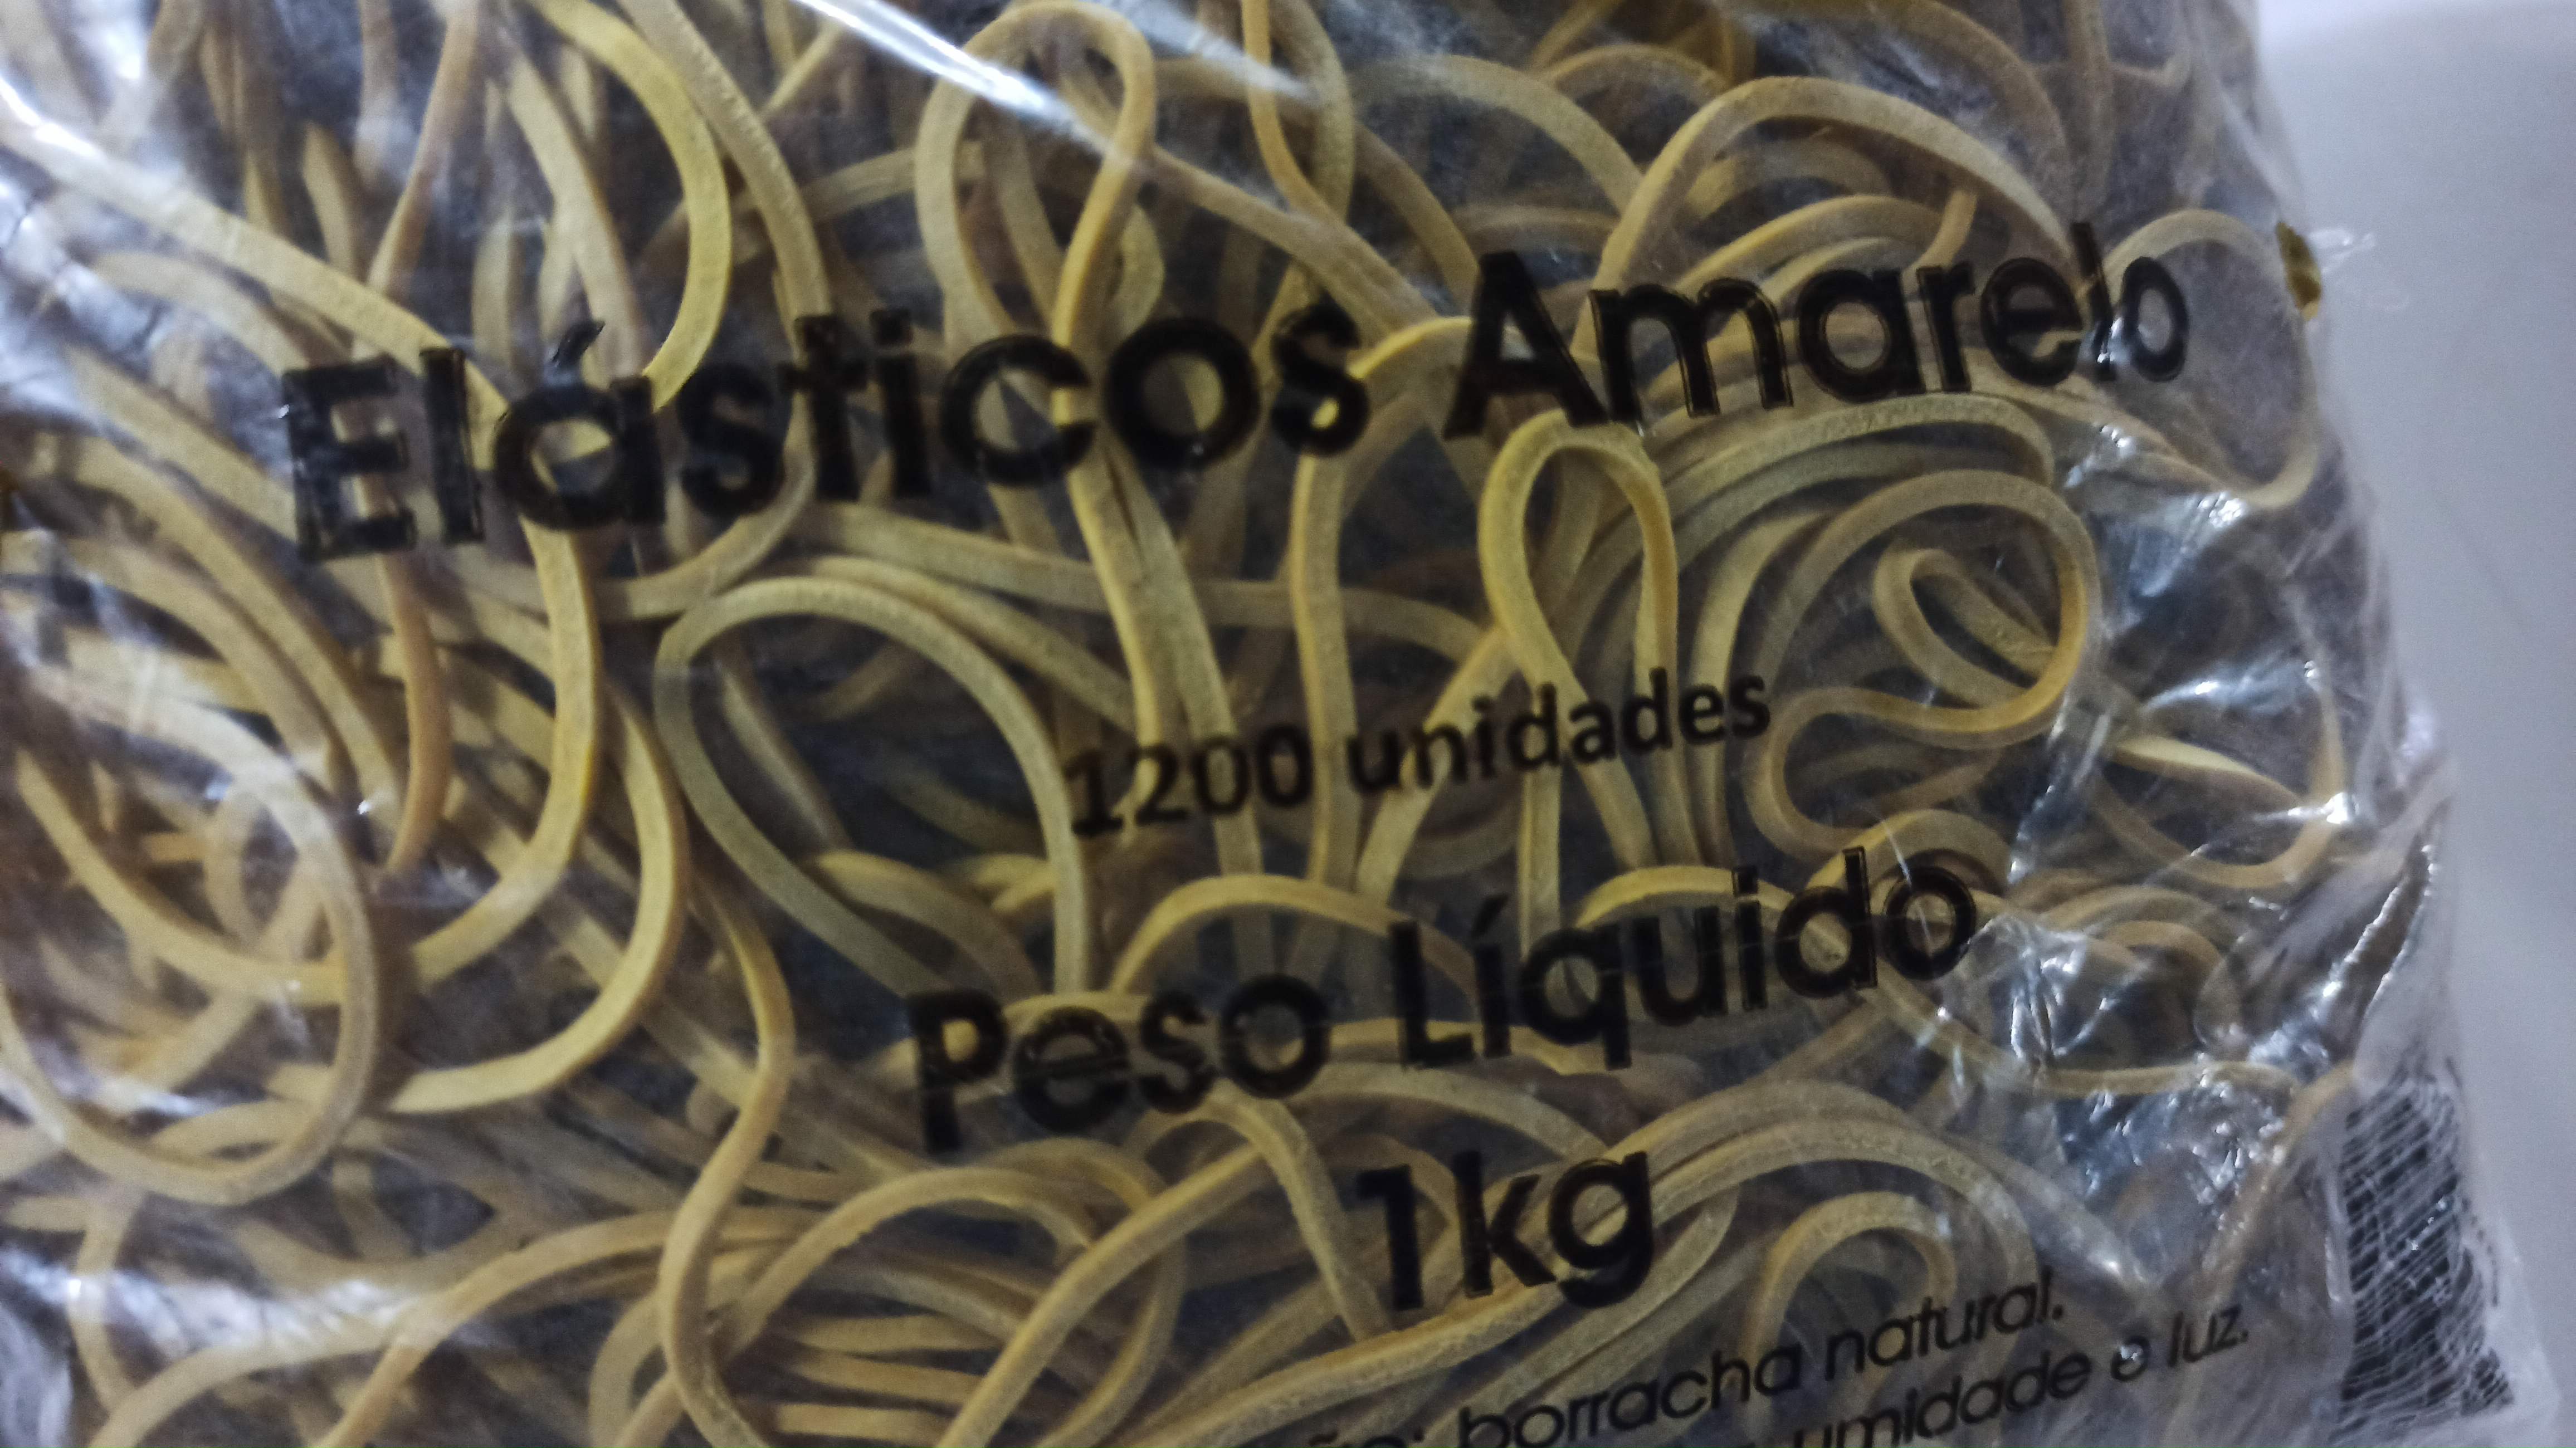 Elásticos Amarelo
1200 unidades
Peso Líquido
1kg
borracha natural.
umidade e luz.